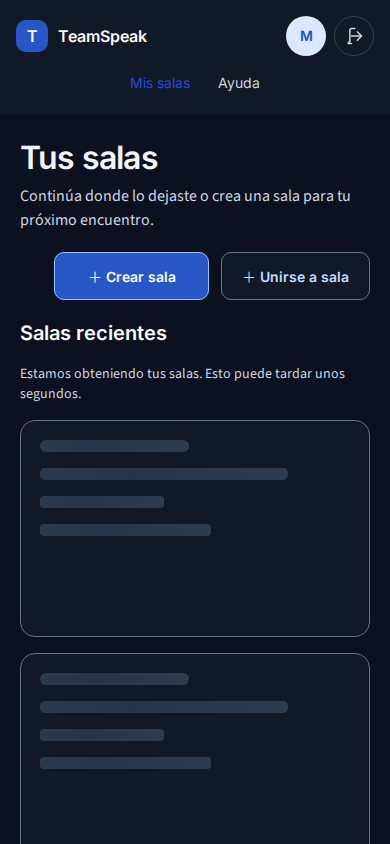 T TeamSpeak
M
Mis salas Ayuda
Tus salas
Continúa donde lo dejaste o crea una sala para tu
próximo encuentro.
+ Crear sala + Unirse a sala
Salas recientes
Estamos obteniendo tus salas. Esto puede tardar unos
segundos.